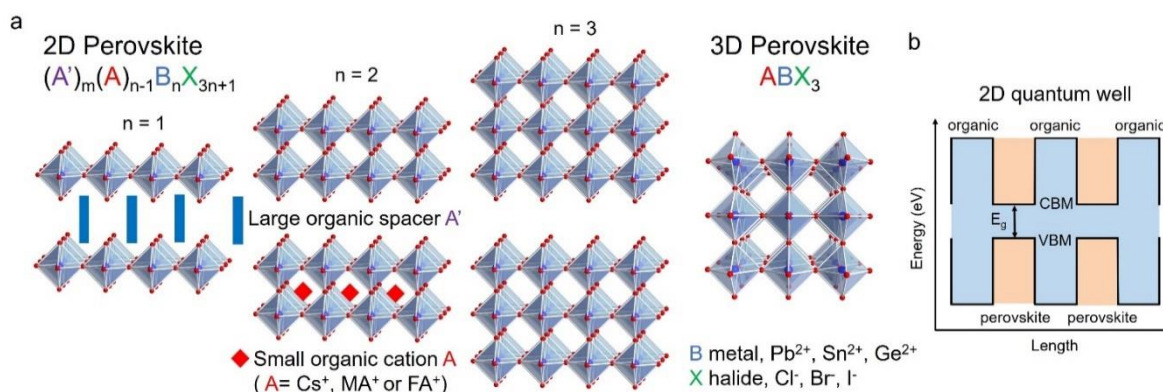 a
2D Perovskite
(A')ₘ(A)ₙ₋₁BₙX₃ₙ₊₁
n = 1
n = 2
n = 3
Large organic spacer A'
Small organic cation A
( A= Cs⁺, MA⁺ or FA⁺)
3D Perovskite
ABX₃
B metal, Pb²⁺, Sn²⁺, Ge²⁺
X halide, Cl⁻, Br⁻, I⁻
b
2D quantum well
organic organic organic
Energy (eV)
CBM
E_g
VBM
perovskite perovskite
Length